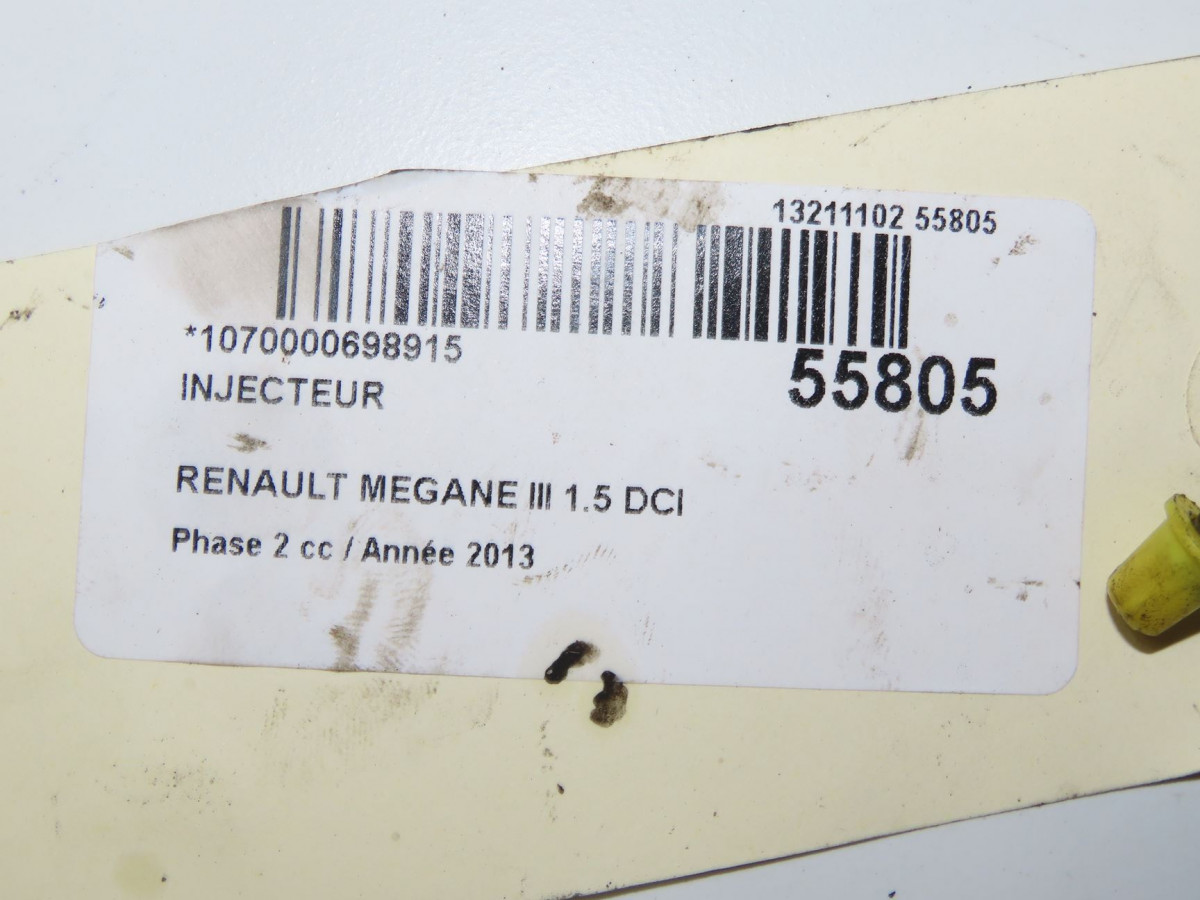 13211102 55805
*1070000698915
55805
INJECTEUR
RENAULT MEGANE III 1.5 DCI
Phase 2 cc / Année 2013